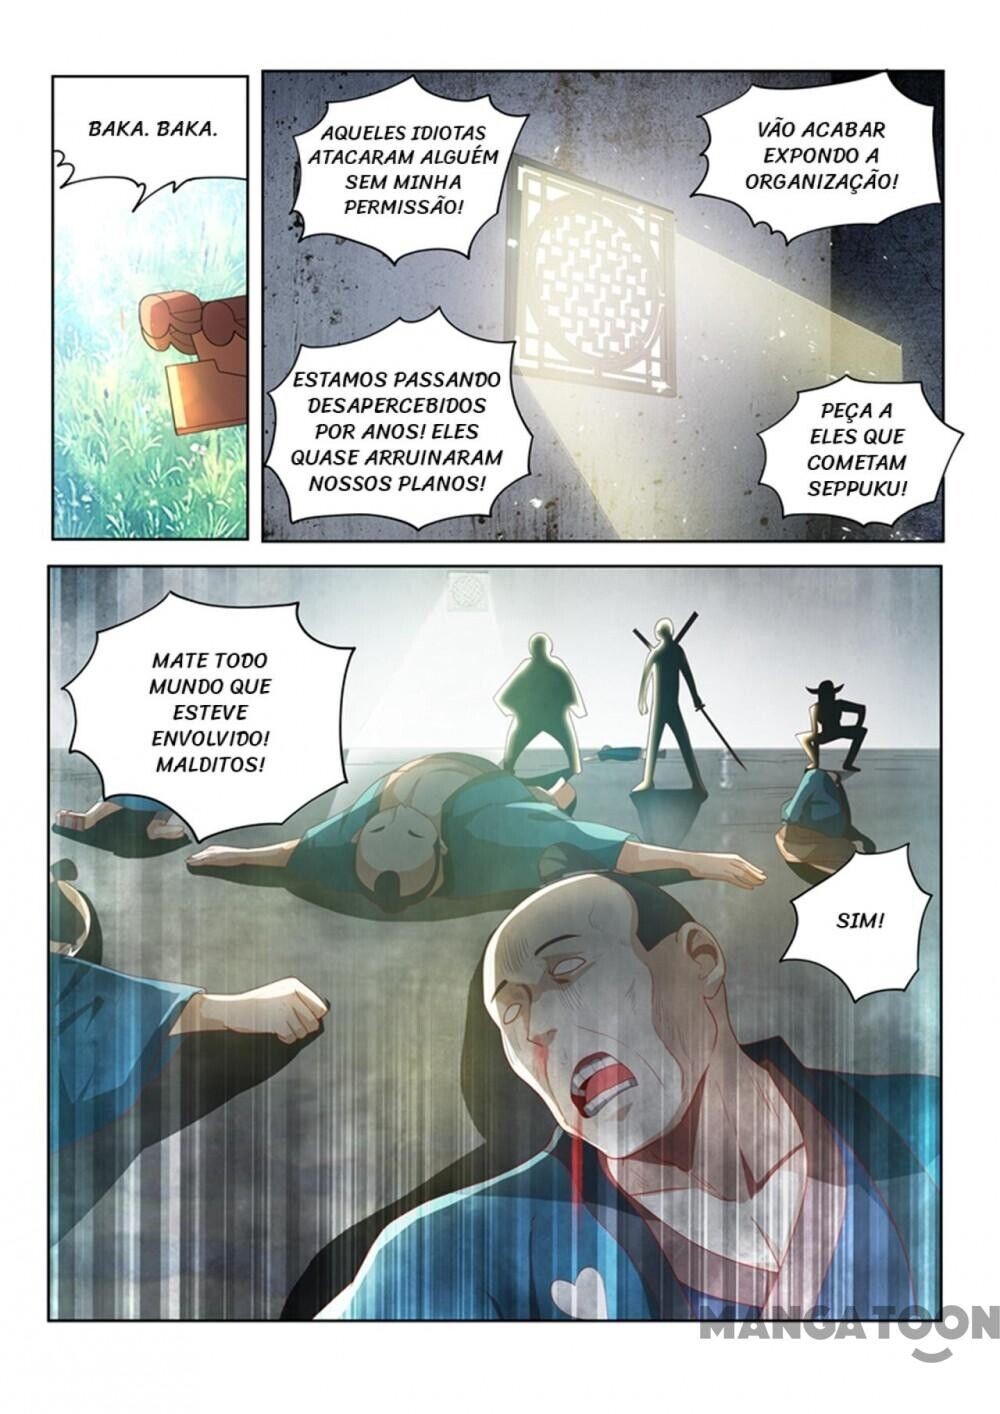 BAKA. BAKA.
AQUELES IDIOTAS
ATACARAM ALGUÉM
SEM MINHA
PERMISSÃO!
VÃO ACABAR
EXPONDO A
ORGANIZAÇÃO!
ESTAMOS PASSANDO
DESAPERCEBIDOS
POR ANOS! ELES
QUASE ARRUINARAM
NOSSOS PLANOS!
PEÇA A
ELES QUE
COMETAM
SEPPUKU!
MATE TODO
MUNDO QUE
ESTEVE
ENVOLVIDO!
MALDITOS!
SIM!
MANGATOON